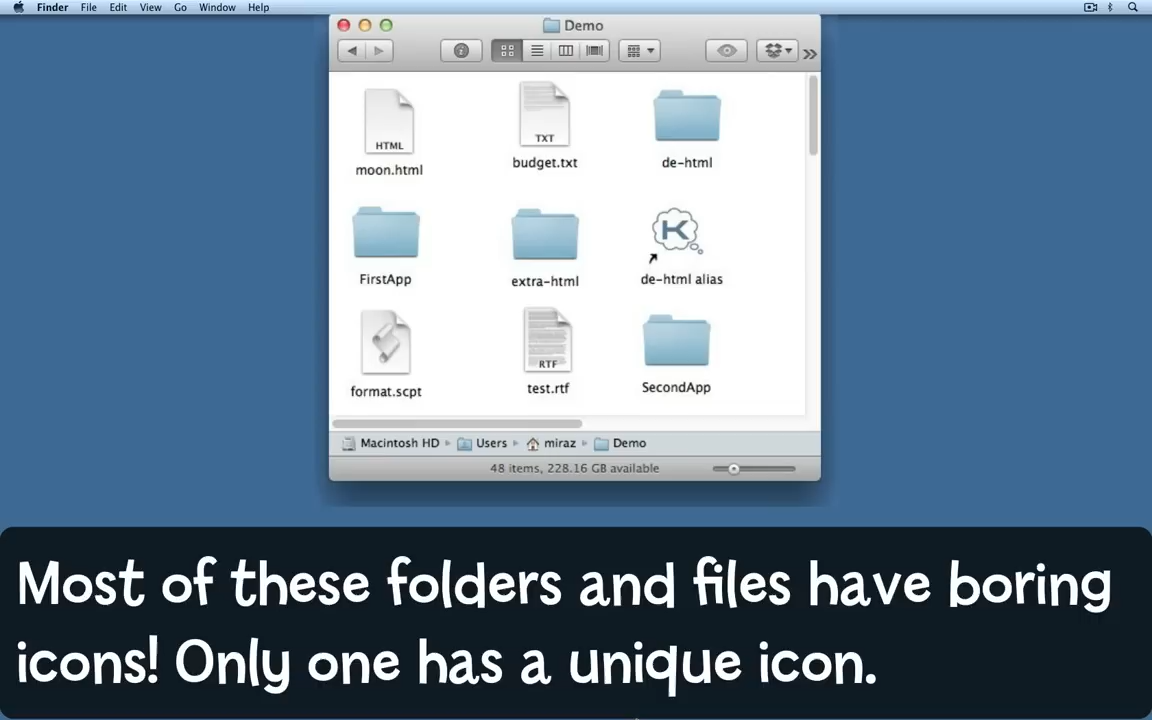 Finder File Edit View Go Window Help
Demo
HTML
TXT
moon.html
budget.txt
de-html
K
FirstApp
extra-html
de-html alias
RTF
format.scpt
test.rtf
SecondApp
Macintosh HD Users miraz Demo
48 items, 228.16 GB available
Most of these folders and files have boring
icons! Only one has a unique icon.